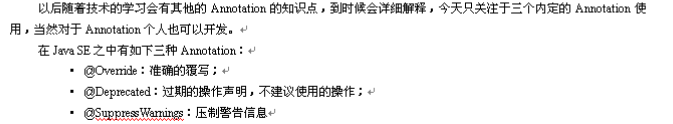 以后随着技术的学习会有其他的 Annotation 的知识点，到时候会详细解释，今天只关注于三个内定的 Annotation 使
用，当然对于 Annotation 个人也可以开发。↵
在 Java SE 之中有如下三种 Annotation：↵
• @Override：准确的覆写；↵
• @Deprecated：过期的操作声明，不建议使用的操作；↵
• @SuppressWarnings：压制警告信息